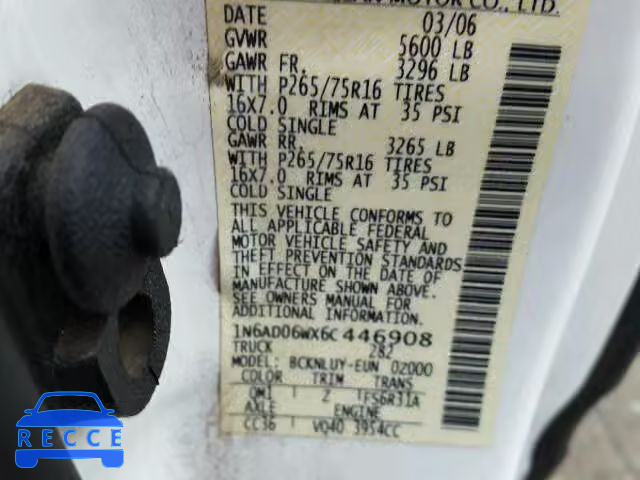 MOTOR CO., LTD.
DATE 03/06
GVWR 5600 LB
GAWR FR. 3296 LB
WITH P265/75R16 TIRES
16X7.0 RIMS AT 35 PSI
COLD SINGLE
GAWR RR. 3265 LB
WITH P265/75R16 TIRES
16X7.0 RIMS AT 35 PSI
COLD SINGLE
THIS VEHICLE CONFORMS TO
ALL APPLICABLE FEDERAL
MOTOR VEHICLE SAFETY AND
THEFT PREVENTION STANDARDS
IN EFFECT ON THE DATE OF
MANUFACTURE SHOWN ABOVE.
SEE OWNERS MANUAL FOR
ADDITIONAL INFORMATION.
1N6AD06WX6C446908
TRUCK 282
MODEL: BCKNLUY-EUN 02000
COLOR TRIM TRANS
QM1 Z FS6R31A
AXLE ENGINE
CC36 VQ40 3954CC
RECCE